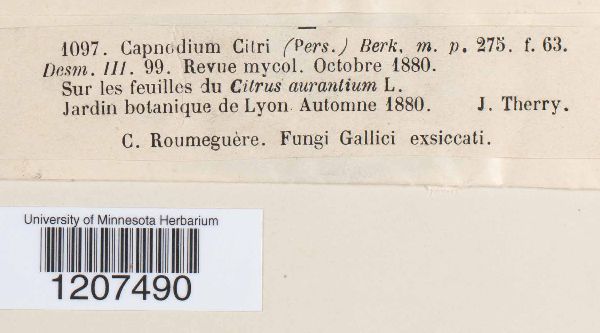 1097. Capnodium Citri (Pers.) Berk. m. p. 275. f. 63.
Desm. III. 99. Revue mycol. Octobre 1880.
Sur les feuilles du Citrus aurantium L.
Jardin botanique de Lyon Automne 1880. J. Therry.
C. Roumeguère. Fungi Gallici exsiccati.
University of Minnesota Herbarium
1207490